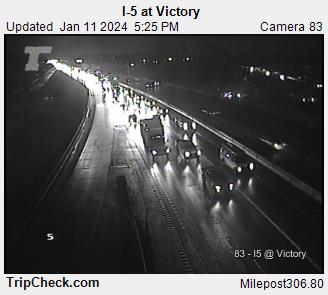 I-5 at Victory
Updated Jan 11 2024 5:25 PM Camera 83
S
83 - I5 @ Victory
TripCheck.com Milepost306.80